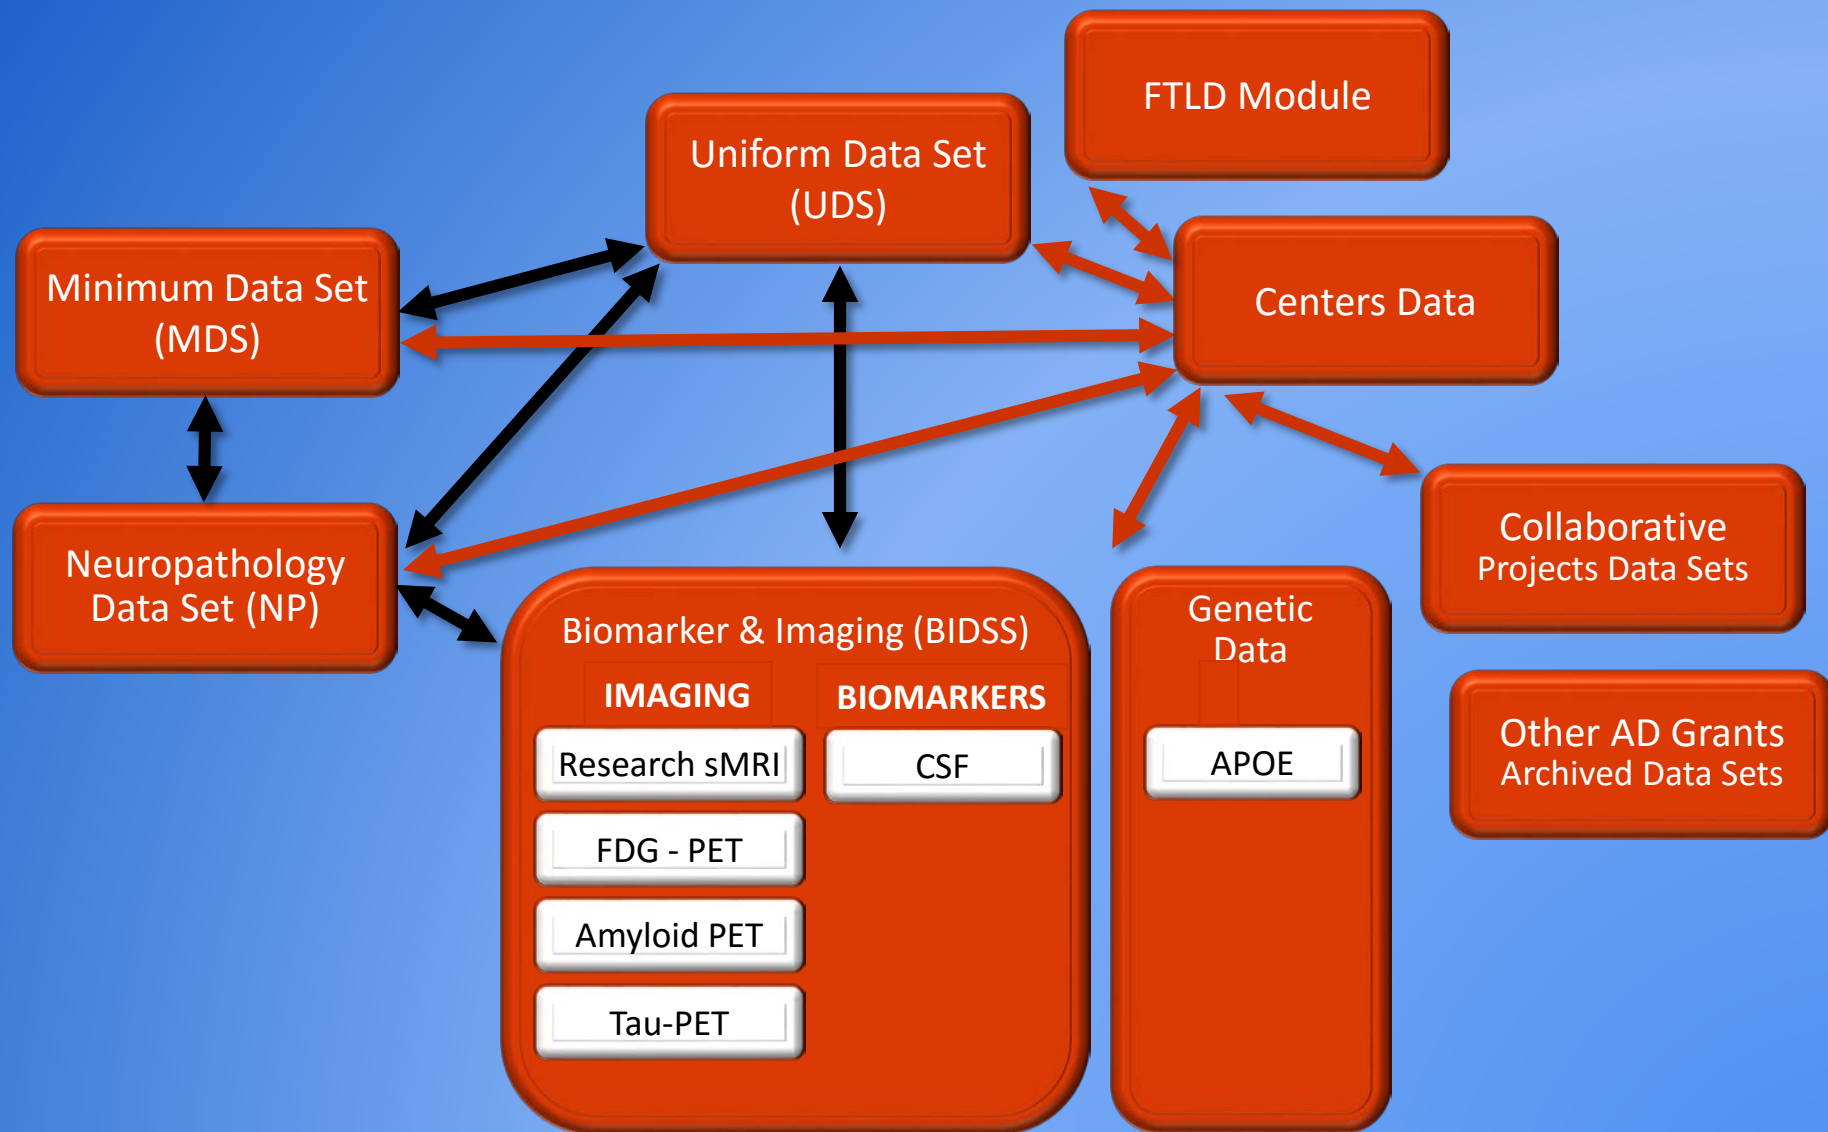 FTLD Module
Uniform Data Set
(UDS)
Minimum Data Set
(MDS)
Centers Data
Neuropathology
Data Set (NP)
Collaborative
Projects Data Sets
Other AD Grants
Archived Data Sets
Biomarker & Imaging (BIDSS)
IMAGING
BIOMARKERS
Research sMRI
CSF
FDG - PET
Amyloid PET
Tau-PET
Genetic
Data
APOE